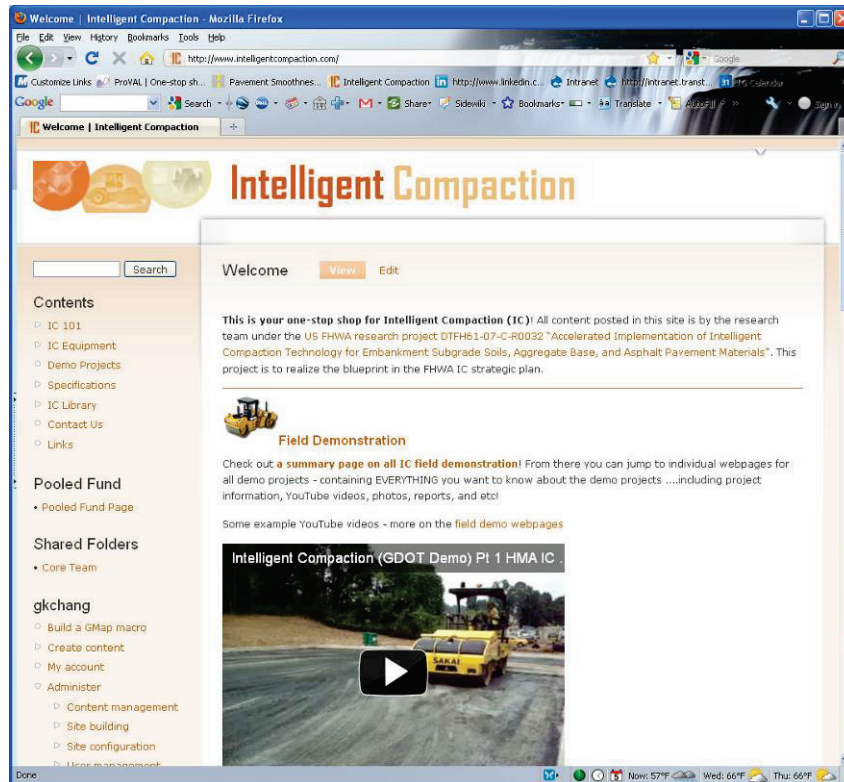 Welcome | Intelligent Compaction - Mozilla Firefox
File Edit View History Bookmarks Tools Help
http://www.intelligentcompaction.com/
Google
Customize Links ProVAL | One-stop sh... Pavement Smoothnes... Intelligent Compaction http://www.linkedin.c... Intranet http://intranet.transt... Calendar
Google Search Share Sidewiki Bookmarks Translate AutoFill Sign in
Welcome | Intelligent Compaction
Intelligent Compaction
Search
Contents
IC 101
IC Equipment
Demo Projects
Specifications
IC Library
Contact Us
Links
Pooled Fund
Pooled Fund Page
Shared Folders
Core Team
gkchang
Build a GMap macro
Create content
My account
Administer
Content management
Site building
Site configuration
User management
Welcome View Edit
This is your one-stop shop for Intelligent Compaction (IC)! All content posted in this site is by the research
team under the US FHWA research project DTFH61-07-C-R0032 "Accelerated Implementation of Intelligent
Compaction Technology for Embankment Subgrade Soils, Aggregate Base, and Asphalt Pavement Materials". This
project is to realize the blueprint in the FHWA IC strategic plan.
Field Demonstration
Check out a summary page on all IC field demonstration! From there you can jump to individual webpages for
all demo projects - containing EVERYTHING you want to know about the demo projects ....including project
information, YouTube videos, photos, reports, and etc!
Some example YouTube videos - more on the field demo webpages
Intelligent Compaction (GDOT Demo) Pt 1 HMA IC ...
SAKAI
Done
Now: 57°F Wed: 66°F Thu: 66°F